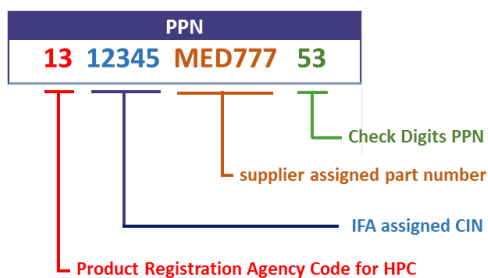 PPN
13 12345 MED777 53
Check Digits PPN
supplier assigned part number
IFA assigned CIN
Product Registration Agency Code for HPC